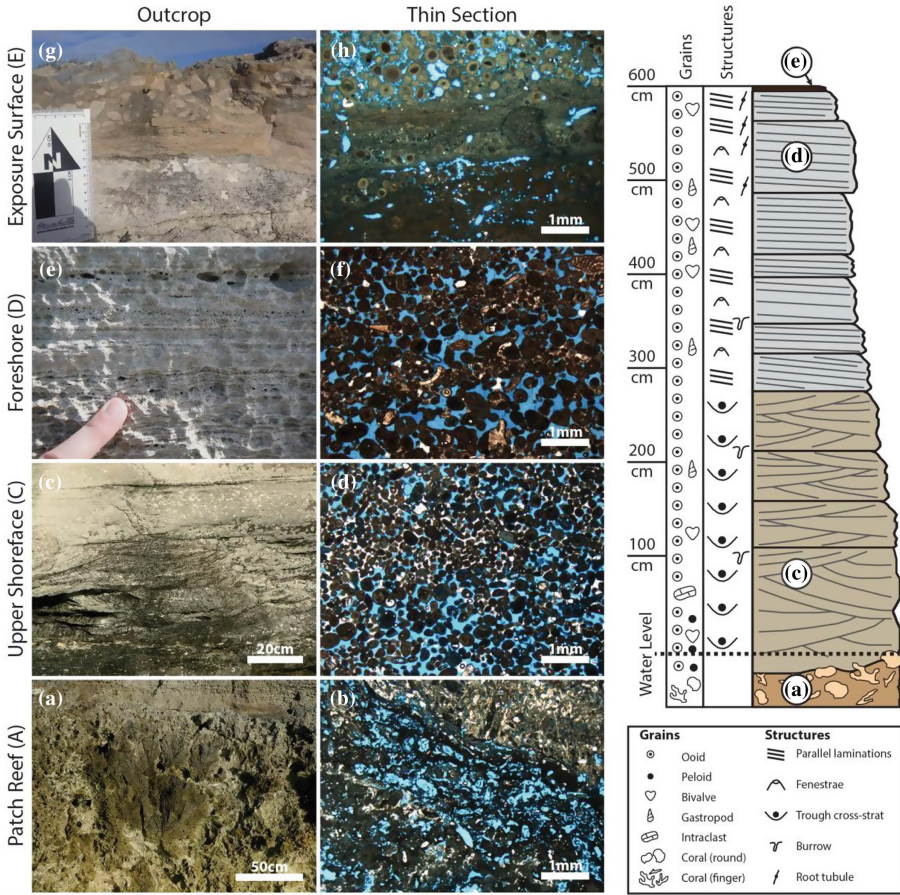 Outcrop
Thin Section
Exposure Surface (E)
(g)
N
(h)
1mm
Foreshore (D)
(e)
(f)
1mm
Upper Shoreface (C)
(c)
20cm
(d)
1mm
Patch Reef (A)
(a)
50cm
(b)
1mm
Grains
Structures
(e)
600
cm
(d)
500
cm
400
cm
300
cm
200
cm
100
cm
(c)
Water Level
(a)
Grains
Ooid
Peloid
Bivalve
Gastropod
Intraclast
Coral (round)
Coral (finger)
Structures
Parallel laminations
Fenestrae
Trough cross-strat
Burrow
Root tubule